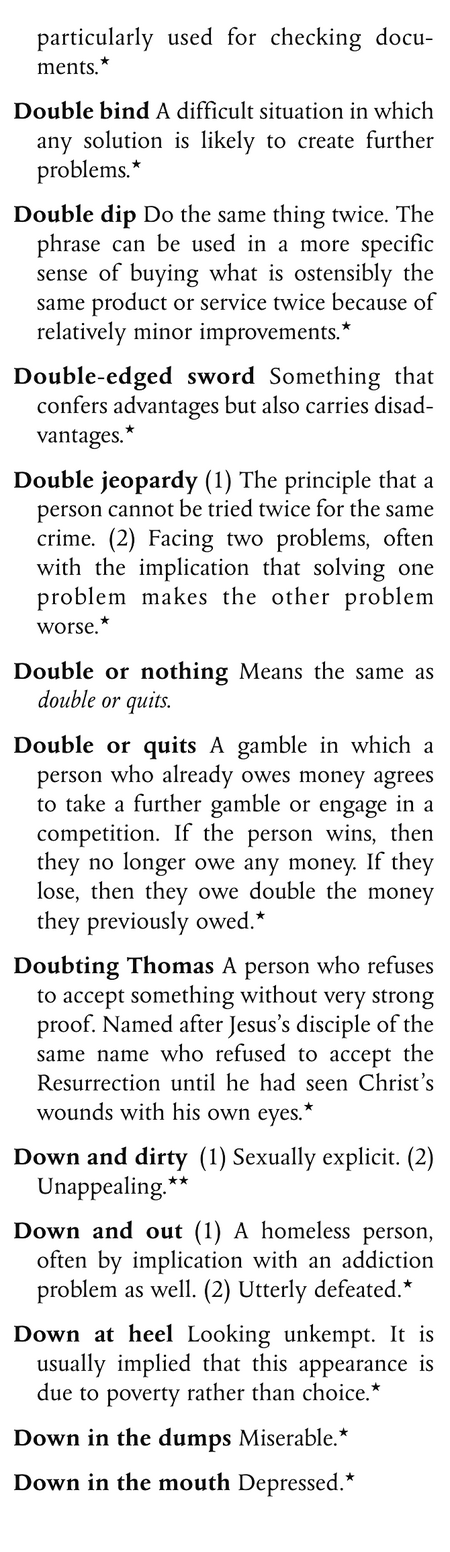 particularly used for checking docu-
ments.★
Double bind A difficult situation in which
any solution is likely to create further
problems.★
Double dip Do the same thing twice. The
phrase can be used in a more specific
sense of buying what is ostensibly the
same product or service twice because of
relatively minor improvements.★
Double-edged sword Something that
confers advantages but also carries disad-
vantages.★
Double jeopardy (1) The principle that a
person cannot be tried twice for the same
crime. (2) Facing two problems, often
with the implication that solving one
problem makes the other problem
worse.★
Double or nothing Means the same as
double or quits.
Double or quits A gamble in which a
person who already owes money agrees
to take a further gamble or engage in a
competition. If the person wins, then
they no longer owe any money. If they
lose, then they owe double the money
they previously owed.★
Doubting Thomas A person who refuses
to accept something without very strong
proof. Named after Jesus's disciple of the
same name who refused to accept the
Resurrection until he had seen Christ's
wounds with his own eyes.★
Down and dirty (1) Sexually explicit. (2)
Unappealing.★★
Down and out (1) A homeless person,
often by implication with an addiction
problem as well. (2) Utterly defeated.★
Down at heel Looking unkempt. It is
usually implied that this appearance is
due to poverty rather than choice.★
Down in the dumps Miserable.★
Down in the mouth Depressed.★